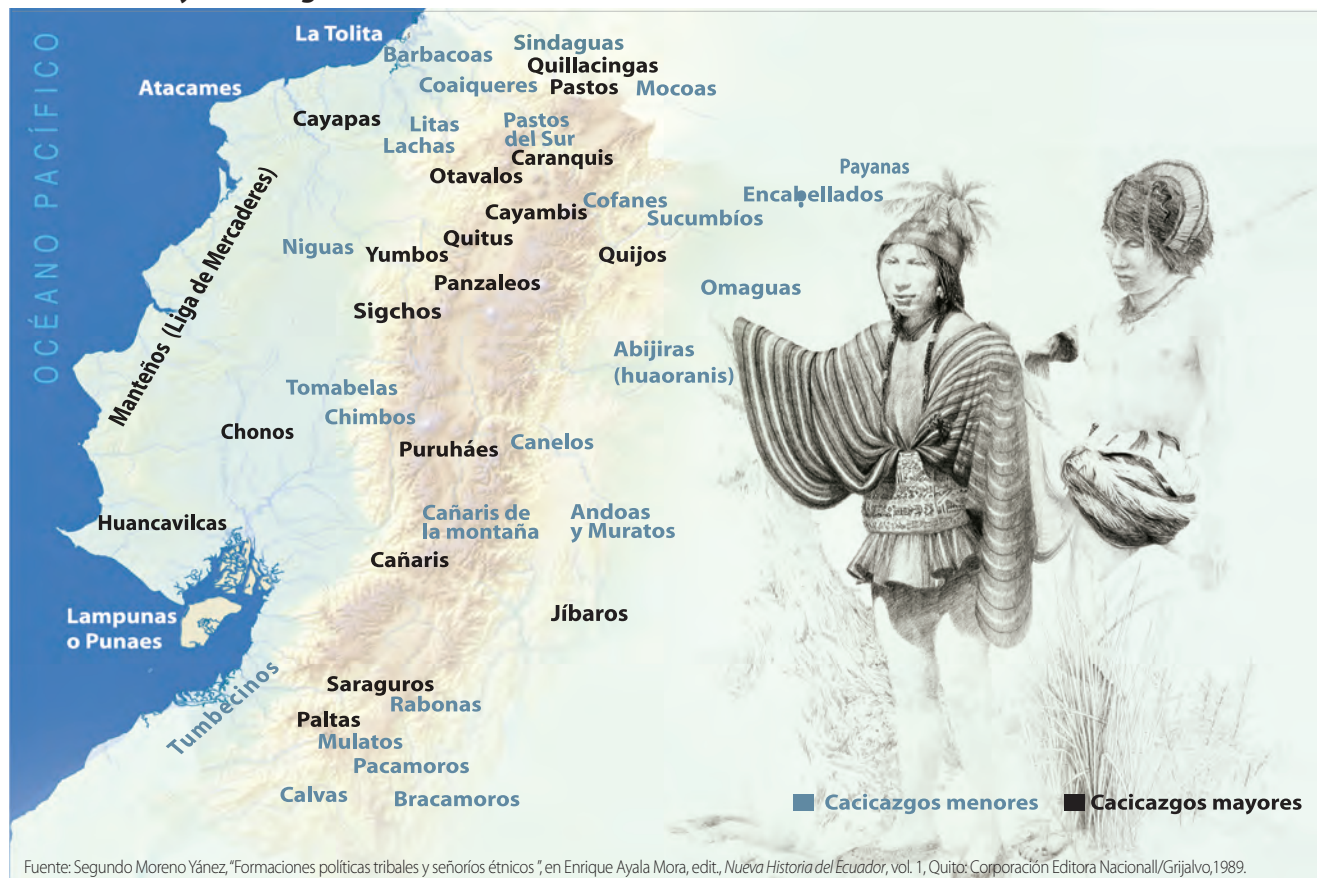 OCÉANO PACÍFICO
La Tolita
Barbacoas
Sindaguas
Quillacingas
Atacames
Coaiqueres
Pastos
Mocoas
Cayapas
Litas
Lachas
Pastos
del Sur
Caranquis
Otavalos
Payanas
Encabellados
Cofanes
Sucumbíos
Cayambis
Manteños (Liga de Mercaderes)
Niguas
Yumbos
Quitus
Quijos
Panzaleos
Omaguas
Sigchos
Abijiras
(huaoranis)
Tomabelas
Chimbos
Chonos
Puruháes
Canelos
Huancavilcas
Cañaris de
la montaña
Andoas
y Muratos
Cañaris
Lampunas
o Punaes
Jíbaros
Tumbecinos
Saraguros
Rabonas
Paltas
Mulatos
Pacamoros
Calvas
Bracamoros
Cacicazgos menores
Cacicazgos mayores
Fuente: Segundo Moreno Yánez, "Formaciones políticas tribales y señoríos étnicos", en Enrique Ayala Mora, edit., Nueva Historia del Ecuador, vol. 1, Quito: Corporación Editora Nacionall/Grijalvo,1989.